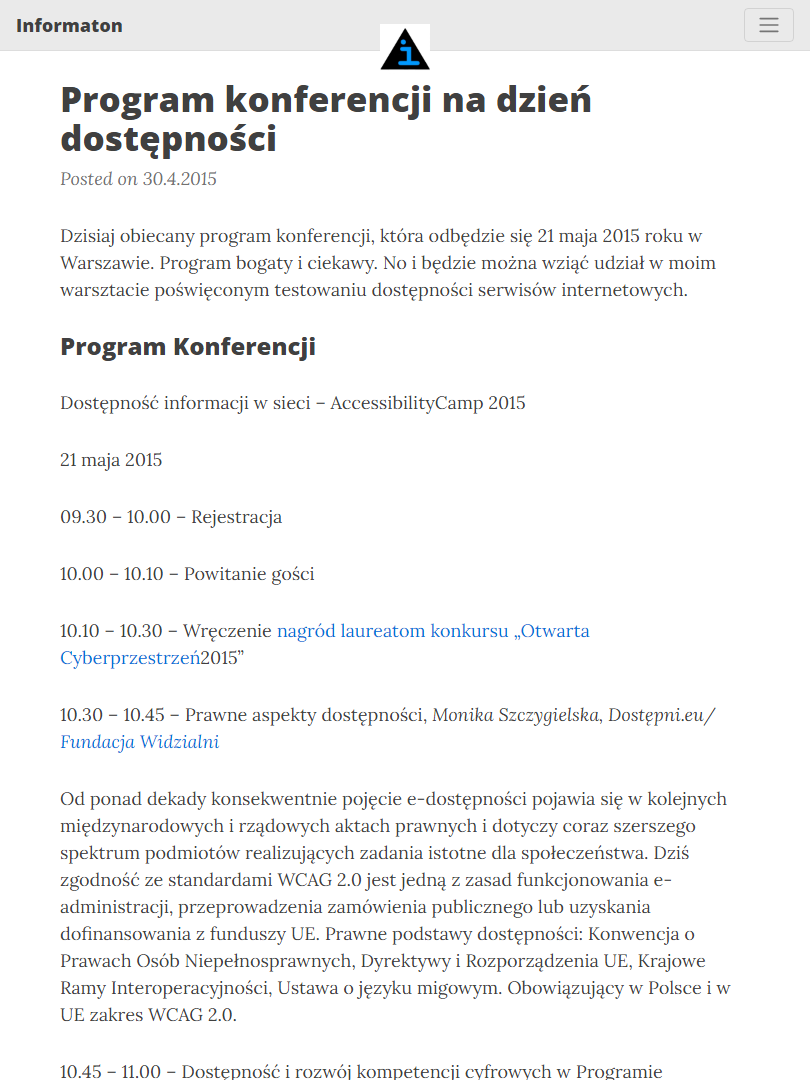 Informaton
i
Program konferencji na dzień
dostępności
Posted on 30.4.2015
Dzisiaj obiecany program konferencji, która odbędzie się 21 maja 2015 roku w
Warszawie. Program bogaty i ciekawy. No i będzie można wziąć udział w moim
warsztacie poświęconym testowaniu dostępności serwisów internetowych.
Program Konferencji
Dostępność informacji w sieci – AccessibilityCamp 2015
21 maja 2015
09.30 – 10.00 – Rejestracja
10.00 – 10.10 – Powitanie gości
10.10 – 10.30 – Wręczenie nagród laureatom konkursu „Otwarta
Cyberprzestrzeń2015”
10.30 – 10.45 – Prawne aspekty dostępności, Monika Szczygielska, Dostępni.eu/
Fundacja Widzialni
Od ponad dekady konsekwentnie pojęcie e-dostępności pojawia się w kolejnych
międzynarodowych i rządowych aktach prawnych i dotyczy coraz szerszego
spektrum podmiotów realizujących zadania istotne dla społeczeństwa. Dziś
zgodność ze standardami WCAG 2.0 jest jedną z zasad funkcjonowania e-
administracji, przeprowadzenia zamówienia publicznego lub uzyskania
dofinansowania z funduszy UE. Prawne podstawy dostępności: Konwencja o
Prawach Osób Niepełnosprawnych, Dyrektywy i Rozporządzenia UE, Krajowe
Ramy Interoperacyjności, Ustawa o języku migowym. Obowiązujący w Polsce i w
UE zakres WCAG 2.0.
10.45 – 11.00 – Dostępność i rozwój kompetencji cyfrowych w Programie